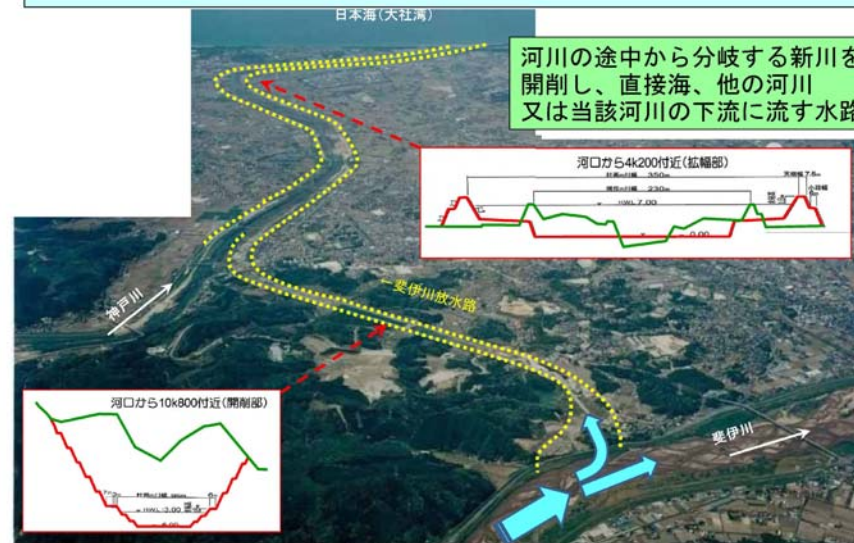 日本海(大社湾)
河川の途中から分岐する新川を
開削し、直接海、他の河川
又は当該河川の下流に流す水路
河口から4k200付近(拡幅部)
350m
230m
7.00
0.00
神戸川
斐伊川放水路
河口から10k800付近(開削部)
斐伊川